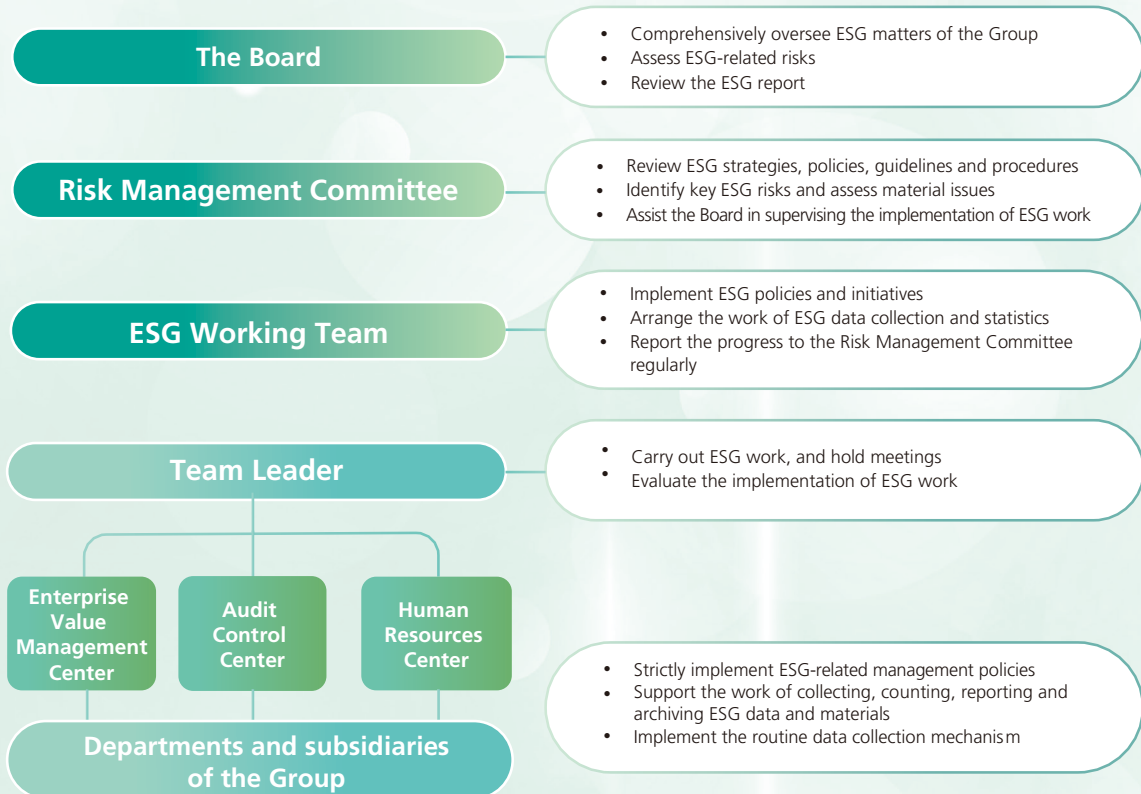 The Board
• Comprehensively oversee ESG matters of the Group
• Assess ESG-related risks
• Review the ESG report
Risk Management Committee
• Review ESG strategies, policies, guidelines and procedures
• Identify key ESG risks and assess material issues
• Assist the Board in supervising the implementation of ESG work
ESG Working Team
• Implement ESG policies and initiatives
• Arrange the work of ESG data collection and statistics
• Report the progress to the Risk Management Committee
regularly
Team Leader
• Carry out ESG work, and hold meetings
• Evaluate the implementation of ESG work
Enterprise
Value
Management
Center
Audit
Control
Center
Human
Resources
Center
Departments and subsidiaries
of the Group
• Strictly implement ESG-related management policies
• Support the work of collecting, counting, reporting and
archiving ESG data and materials
• Implement the routine data collection mechanism